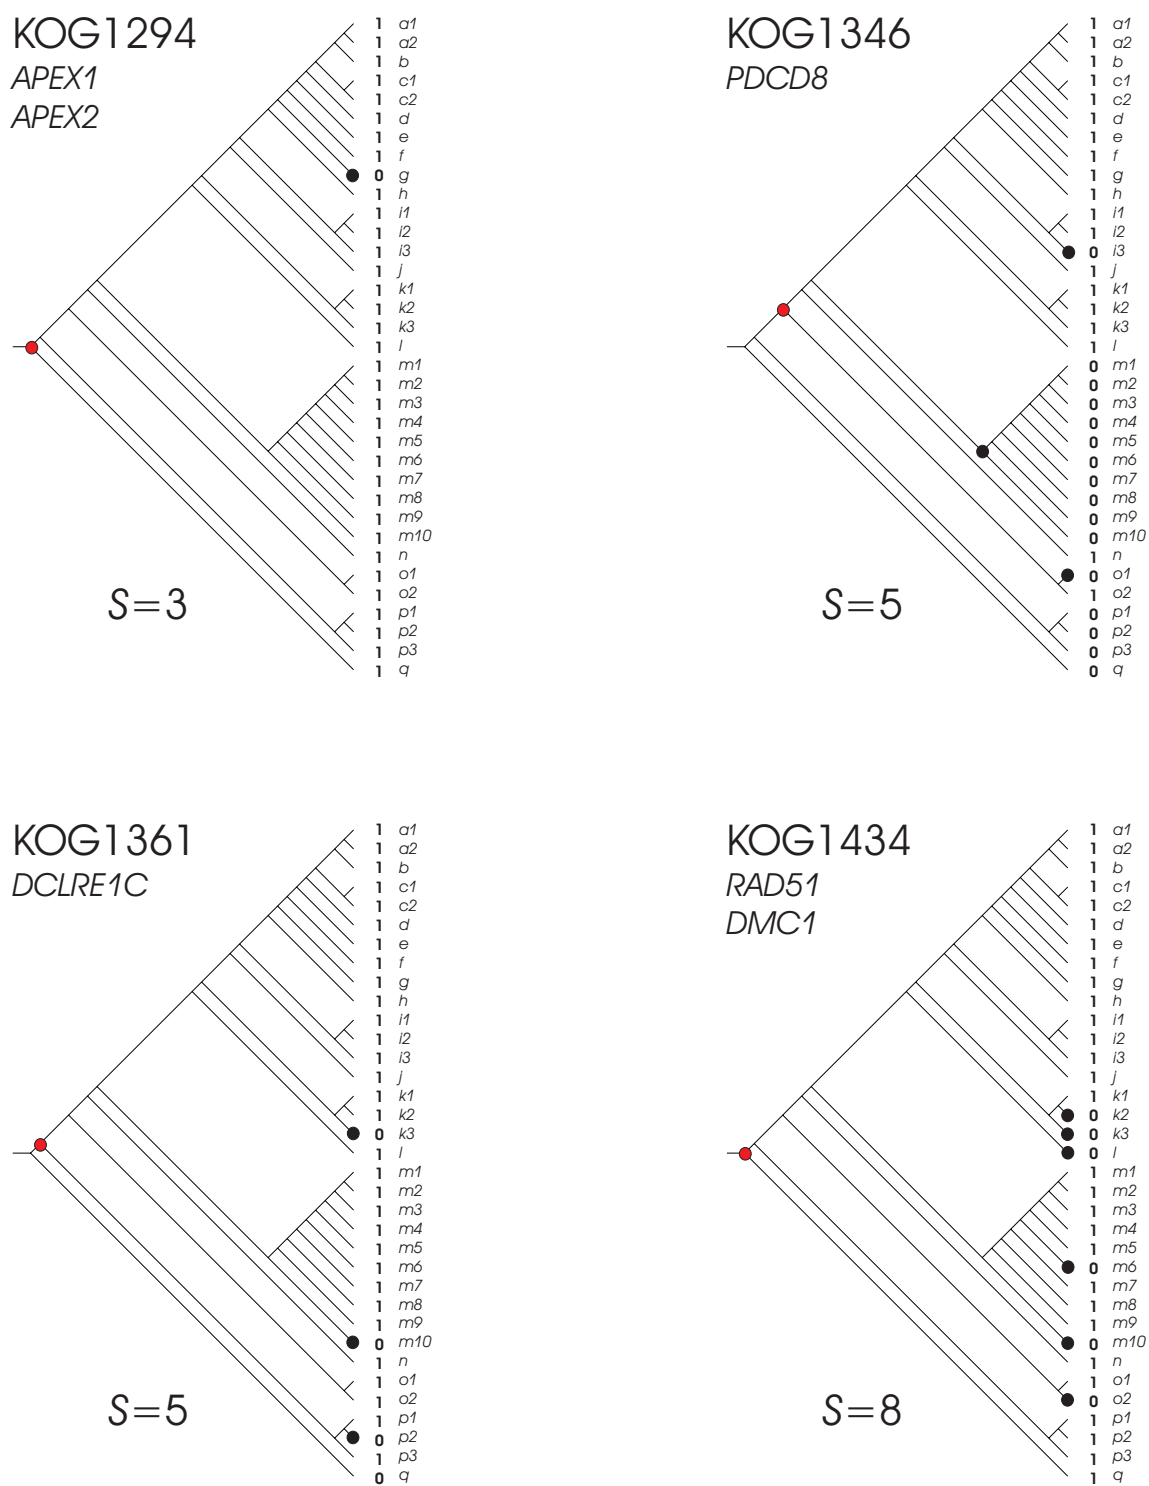 KOG1294
APEX1
APEX2
1 a1
1 a2
1 b
1 c1
1 c2
1 d
1 e
1 f
0 g
1 h
1 i1
1 i2
1 i3
1 j
1 k1
1 k2
1 k3
1 l
1 m1
1 m2
1 m3
1 m4
1 m5
1 m6
1 m7
1 m8
1 m9
1 m10
1 n
1 o1
1 o2
1 p1
1 p2
1 p3
1 q
S=3
KOG1346
PDCD8
1 a1
1 a2
1 b
1 c1
1 c2
1 d
1 e
1 f
1 g
1 h
1 i1
1 i2
0 i3
1 j
1 k1
1 k2
1 k3
1 l
0 m1
0 m2
0 m3
0 m4
0 m5
0 m6
0 m7
0 m8
0 m9
0 m10
1 n
0 o1
1 o2
0 p1
0 p2
0 p3
0 q
S=5
KOG1361
DCLRE1C
1 a1
1 a2
1 b
1 c1
1 c2
1 d
1 e
1 f
1 g
1 h
1 i1
1 i2
1 i3
1 j
1 k1
1 k2
0 k3
1 l
1 m1
1 m2
1 m3
1 m4
1 m5
1 m6
1 m7
1 m8
1 m9
0 m10
1 n
1 o1
1 o2
1 p1
0 p2
1 p3
0 q
S=5
KOG1434
RAD51
DMC1
1 a1
1 a2
1 b
1 c1
1 c2
1 d
1 e
1 f
1 g
1 h
1 i1
1 i2
1 i3
1 j
1 k1
0 k2
0 k3
0 l
1 m1
1 m2
1 m3
1 m4
1 m5
0 m6
1 m7
1 m8
1 m9
0 m10
1 n
1 o1
0 o2
1 p1
1 p2
1 p3
1 q
S=8